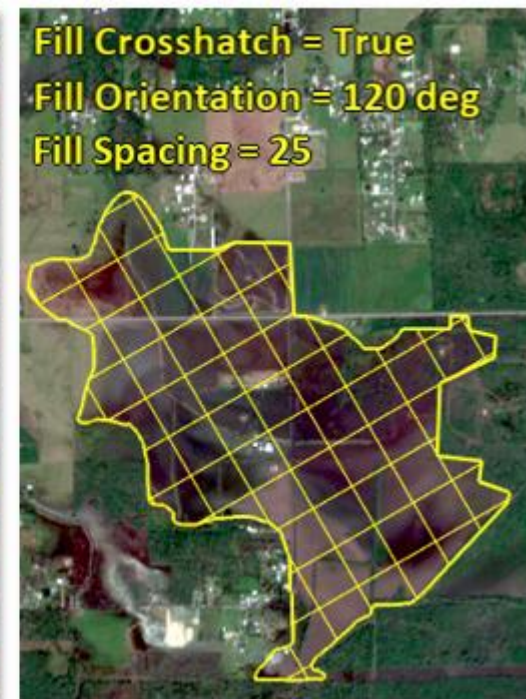 Fill Crosshatch = True
Fill Orientation = 120 deg
Fill Spacing = 25